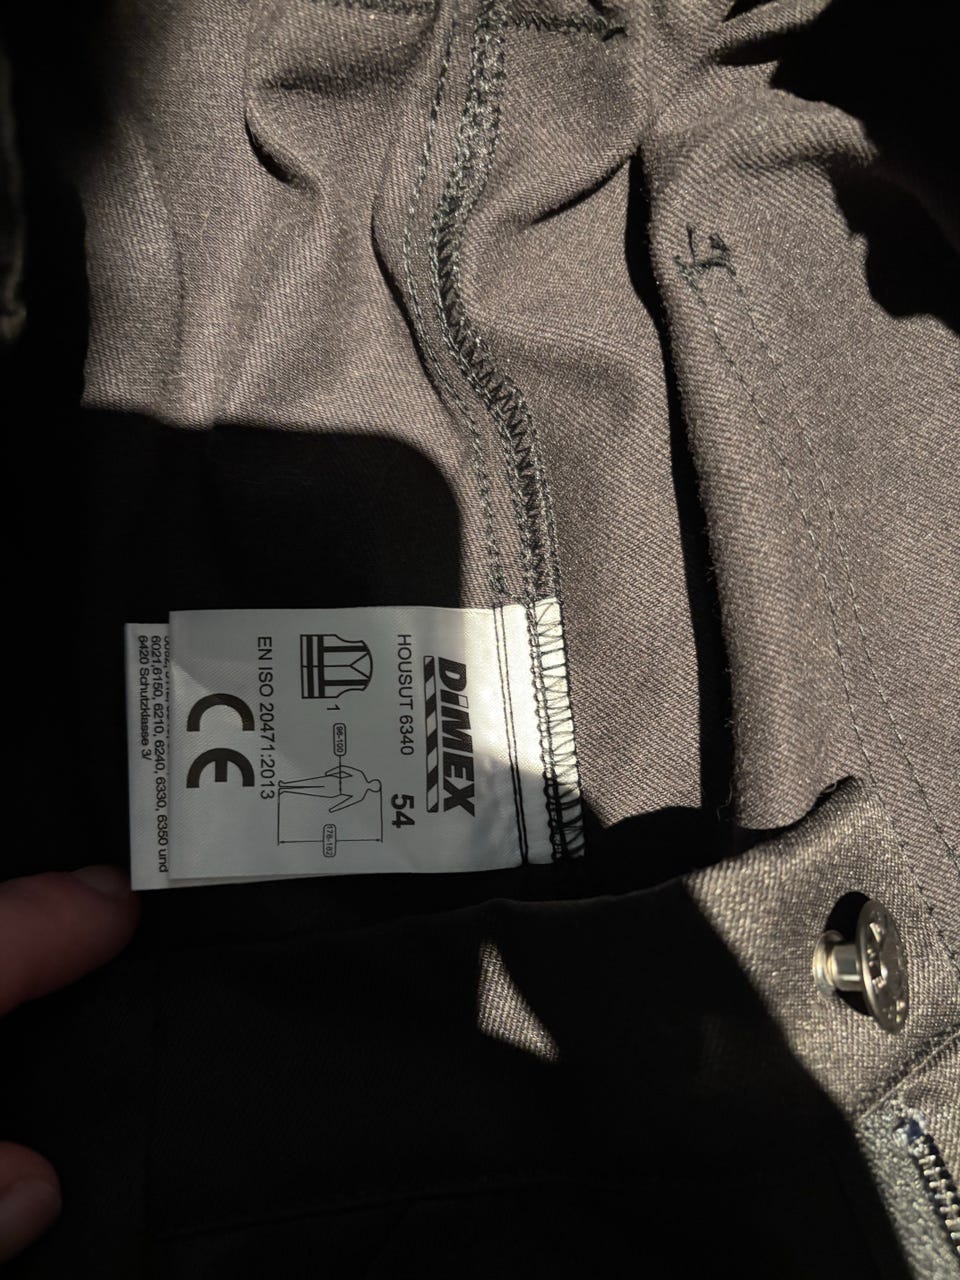 DiMEX
HOUSUT 6340 54
1
96-100
176-182
EN ISO 20471:2013
CE
6021,6150, 6210, 6240, 6330, 6350 und
6420 Schutzklasse 3/